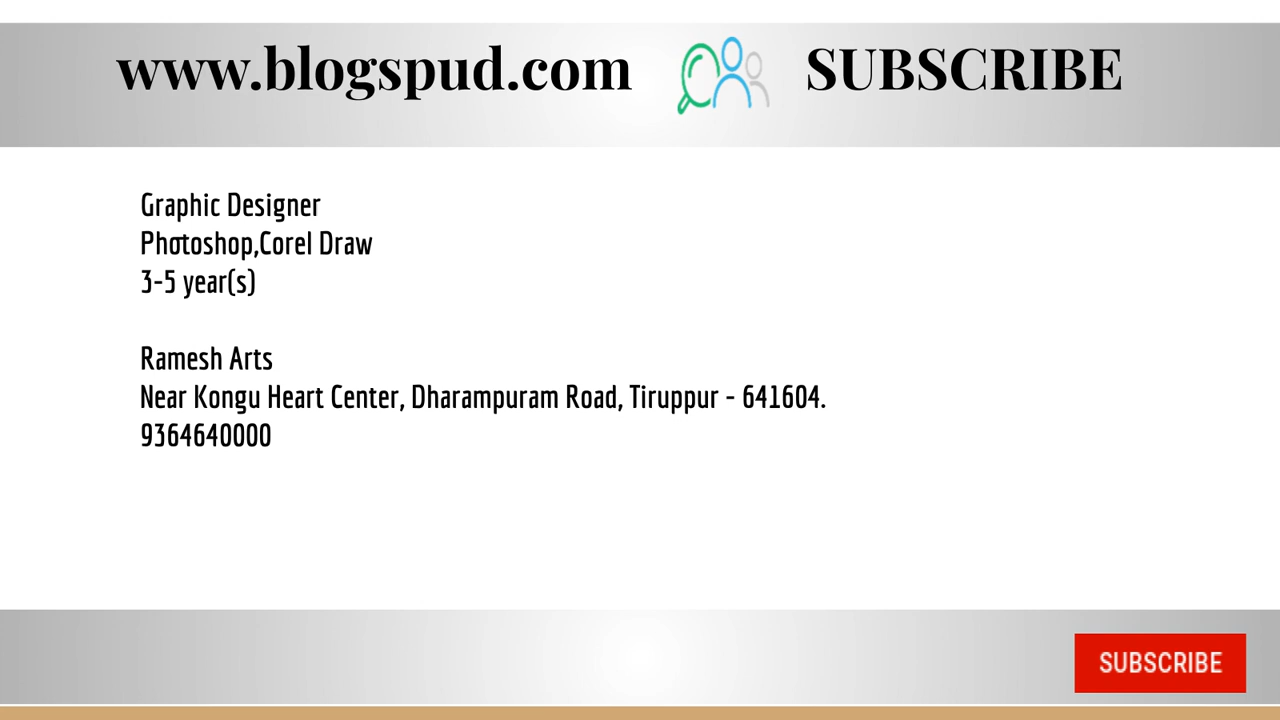 www.blogspud.com SUBSCRIBE
Graphic Designer
Photoshop,Corel Draw
3-5 year(s)
Ramesh Arts
Near Kongu Heart Center, Dharampuram Road, Tiruppur - 641604.
9364640000
SUBSCRIBE